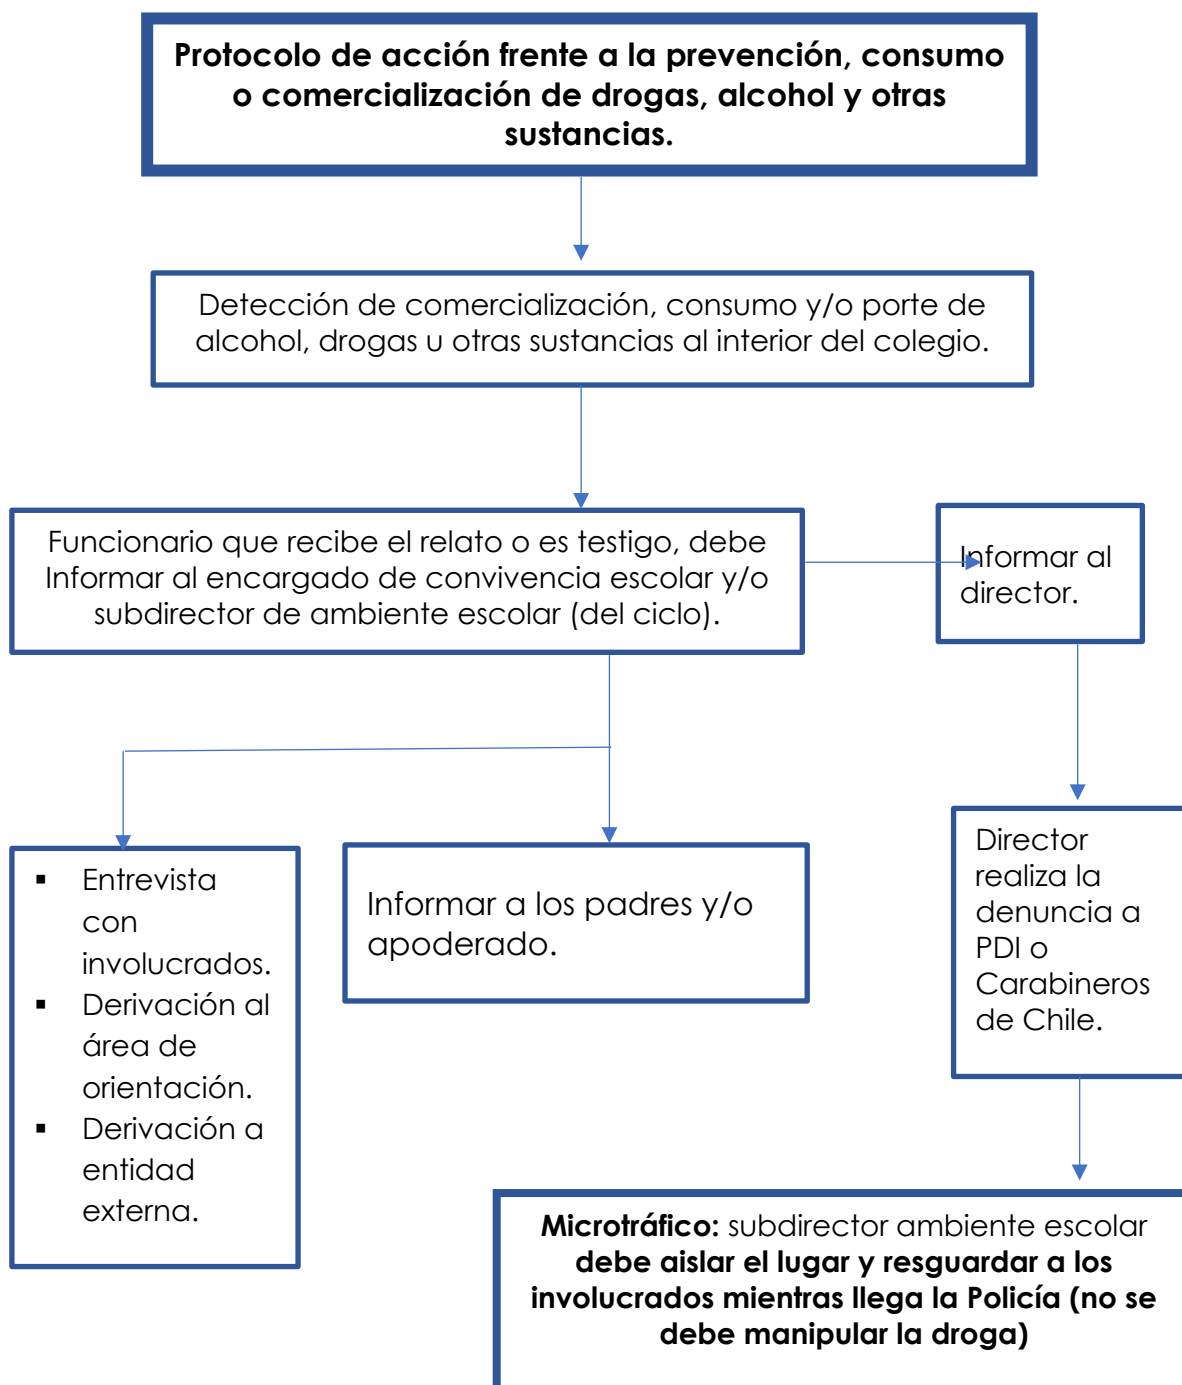 Protocolo de acción frente a la prevención, consumo
o comercialización de drogas, alcohol y otras
sustancias.
Detección de comercialización, consumo y/o porte de
alcohol, drogas u otras sustancias al interior del colegio.
Funcionario que recibe el relato o es testigo, debe
Informar al encargado de convivencia escolar y/o
subdirector de ambiente escolar (del ciclo).
Informar al
director.
▪ Entrevista
con
involucrados.
▪ Derivación al
área de
orientación.
▪ Derivación a
entidad
externa.
Informar a los padres y/o
apoderado.
Director
realiza la
denuncia a
PDI o
Carabineros
de Chile.
Microtráfico: subdirector ambiente escolar
debe aislar el lugar y resguardar a los
involucrados mientras llega la Policía (no se
debe manipular la droga)